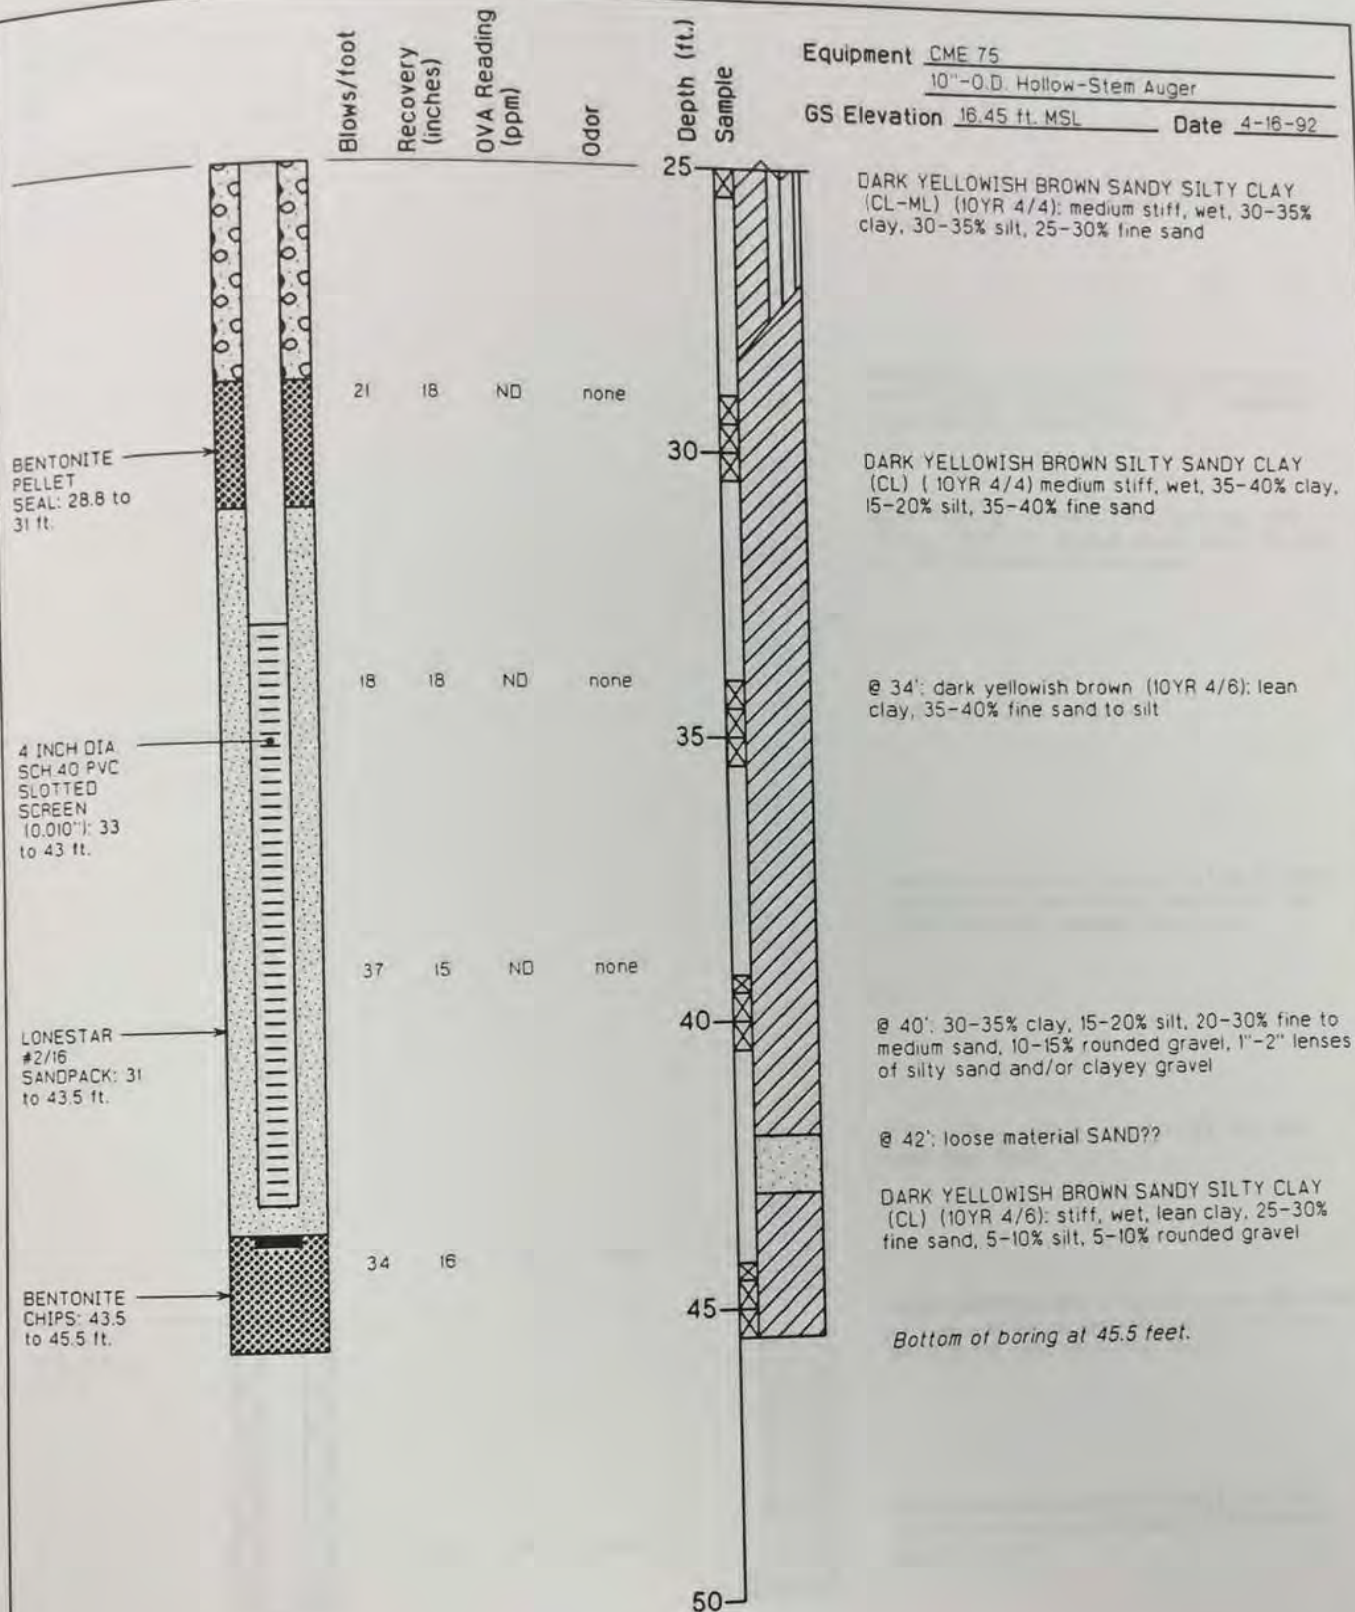 Blows/foot
Recovery
(inches)
OVA Reading
(ppm)
Odor
Depth (ft.)
Sample
Equipment CME 75
10"-O.D. Hollow-Stem Auger
GS Elevation 16.45 ft. MSL Date 4-16-92
25
DARK YELLOWISH BROWN SANDY SILTY CLAY
(CL-ML) (10YR 4/4): medium stiff, wet, 30-35%
clay, 30-35% silt, 25-30% fine sand
21 18 ND none
BENTONITE
PELLET
SEAL: 28.8 to
31 ft.
30
DARK YELLOWISH BROWN SILTY SANDY CLAY
(CL) ( 10YR 4/4) medium stiff, wet, 35-40% clay,
15-20% silt, 35-40% fine sand
18 18 ND none
@ 34': dark yellowish brown (10YR 4/6): lean
clay, 35-40% fine sand to silt
35
4 INCH DIA
SCH.40 PVC
SLOTTED
SCREEN
(0.010"): 33
to 43 ft.
37 15 ND none
40
@ 40': 30-35% clay, 15-20% silt, 20-30% fine to
medium sand, 10-15% rounded gravel, 1"-2" lenses
of silty sand and/or clayey gravel
LONESTAR
#2/16
SANDPACK: 31
to 43.5 ft.
@ 42': loose material SAND??
DARK YELLOWISH BROWN SANDY SILTY CLAY
(CL) (10YR 4/6): stiff, wet, lean clay, 25-30%
fine sand, 5-10% silt, 5-10% rounded gravel
34 16
BENTONITE
CHIPS: 43.5
to 45.5 ft.
45
Bottom of boring at 45.5 feet.
50